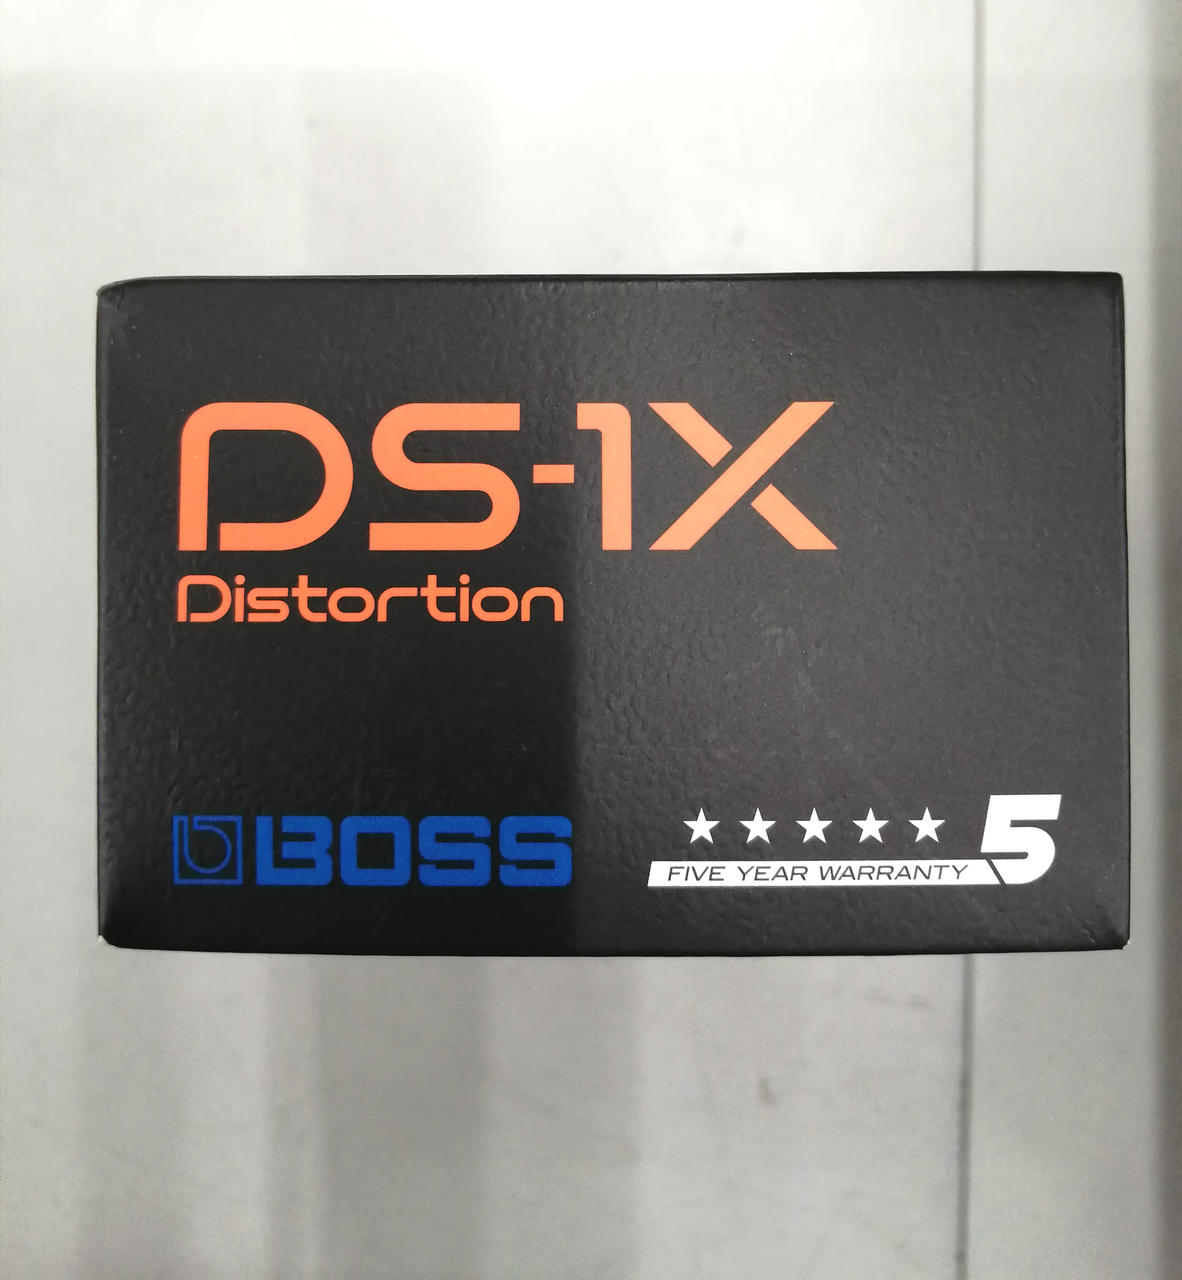 DS-1X
Distortion
BOSS
5
FIVE YEAR WARRANTY